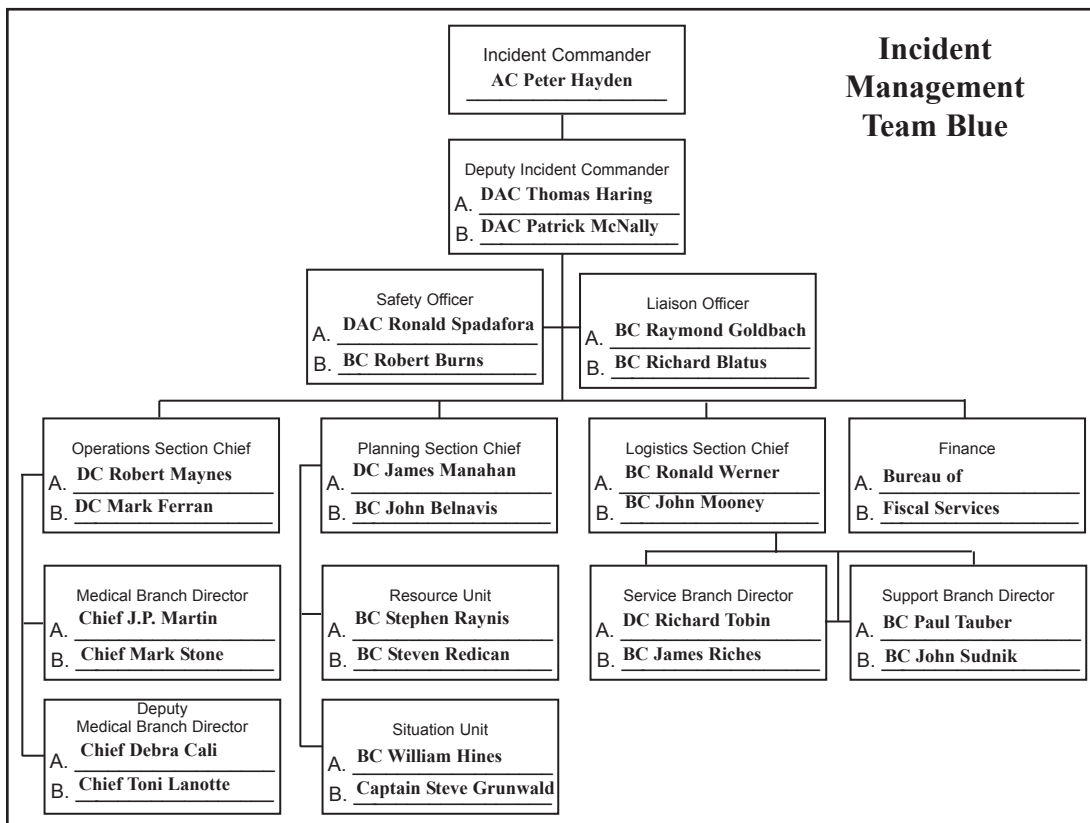 Incident
Management
Team Blue
Incident Commander
AC Peter Hayden
Deputy Incident Commander
A. DAC Thomas Haring
B. DAC Patrick McNally
Safety Officer
A. DAC Ronald Spadafora
B. BC Robert Burns
Liaison Officer
A. BC Raymond Goldbach
B. BC Richard Blatus
Operations Section Chief
A. DC Robert Maynes
B. DC Mark Ferran
Planning Section Chief
A. DC James Manahan
B. BC John Belnavis
Logistics Section Chief
A. BC Ronald Werner
B. BC John Mooney
Finance
A. Bureau of
B. Fiscal Services
Medical Branch Director
A. Chief J.P. Martin
B. Chief Mark Stone
Resource Unit
A. BC Stephen Raynis
B. BC Steven Redican
Service Branch Director
A. DC Richard Tobin
B. BC James Riches
Support Branch Director
A. BC Paul Tauber
B. BC John Sudnik
Deputy
Medical Branch Director
A. Chief Debra Cali
B. Chief Toni Lanotte
Situation Unit
A. BC William Hines
B. Captain Steve Grunwald